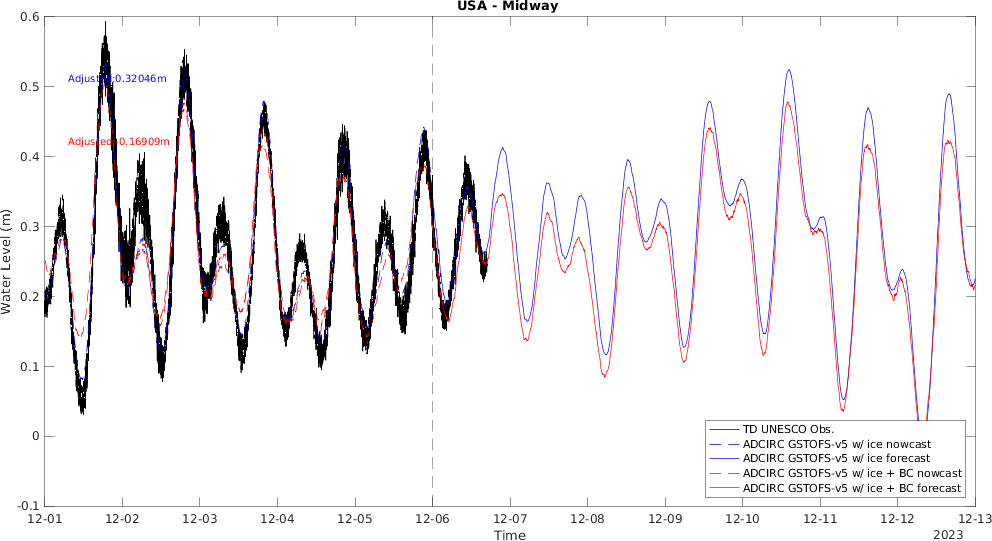 USA - Midway
0.6
0.5
0.4
0.3
0.2
0.1
0
-0.1
Water Level (m)
Adjusted:0.32046m
Adjusted:0.16909m
TD UNESCO Obs.
ADCIRC GSTOFS-v5 w/ ice nowcast
ADCIRC GSTOFS-v5 w/ ice forecast
ADCIRC GSTOFS-v5 w/ ice + BC nowcast
ADCIRC GSTOFS-v5 w/ ice + BC forecast
12-01 12-02 12-03 12-04 12-05 12-06 12-07 12-08 12-09 12-10 12-11 12-12 12-13
Time
2023